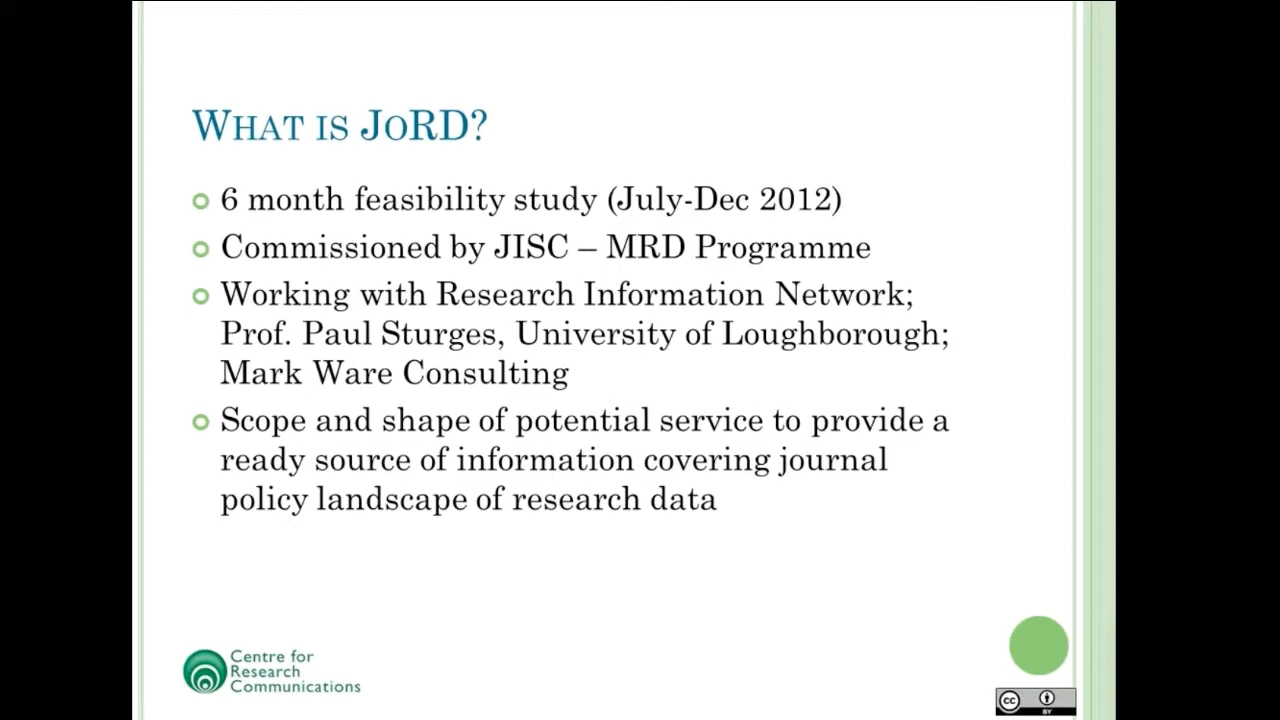 WHAT IS JORD?
6 month feasibility study (July-Dec 2012)
Commissioned by JISC – MRD Programme
Working with Research Information Network;
Prof. Paul Sturges, University of Loughborough;
Mark Ware Consulting
Scope and shape of potential service to provide a
ready source of information covering journal
policy landscape of research data
Centre for
Research
Communications
cc
BY